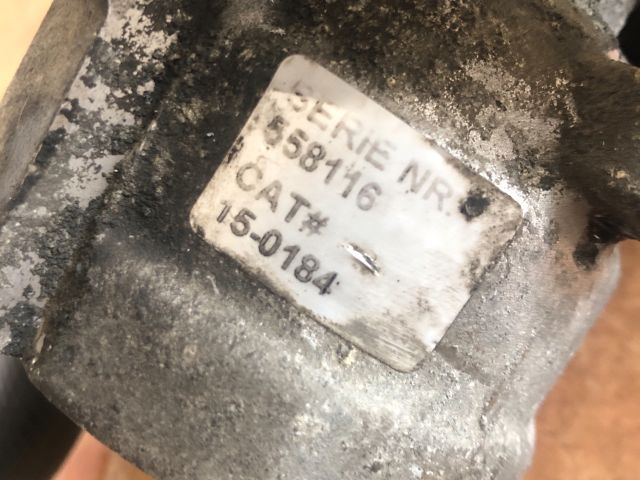 SERIE NR.
558116
CAT#
15-0184